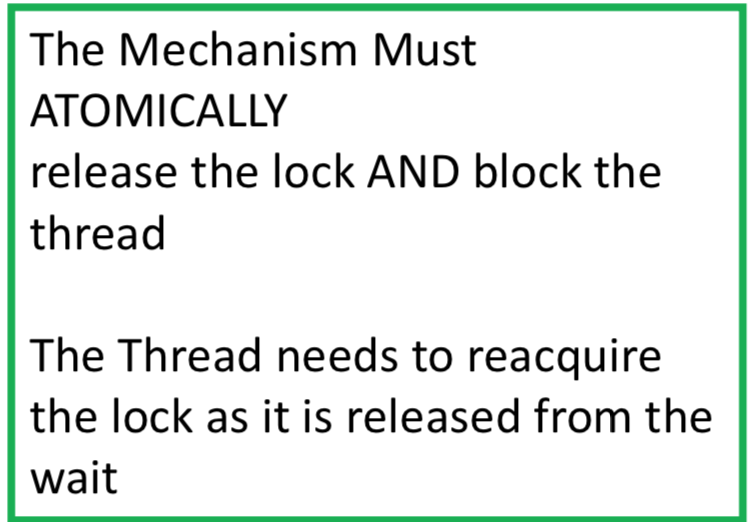 The Mechanism Must
ATOMICALLY
release the lock AND block the
thread
The Thread needs to reacquire
the lock as it is released from the
wait